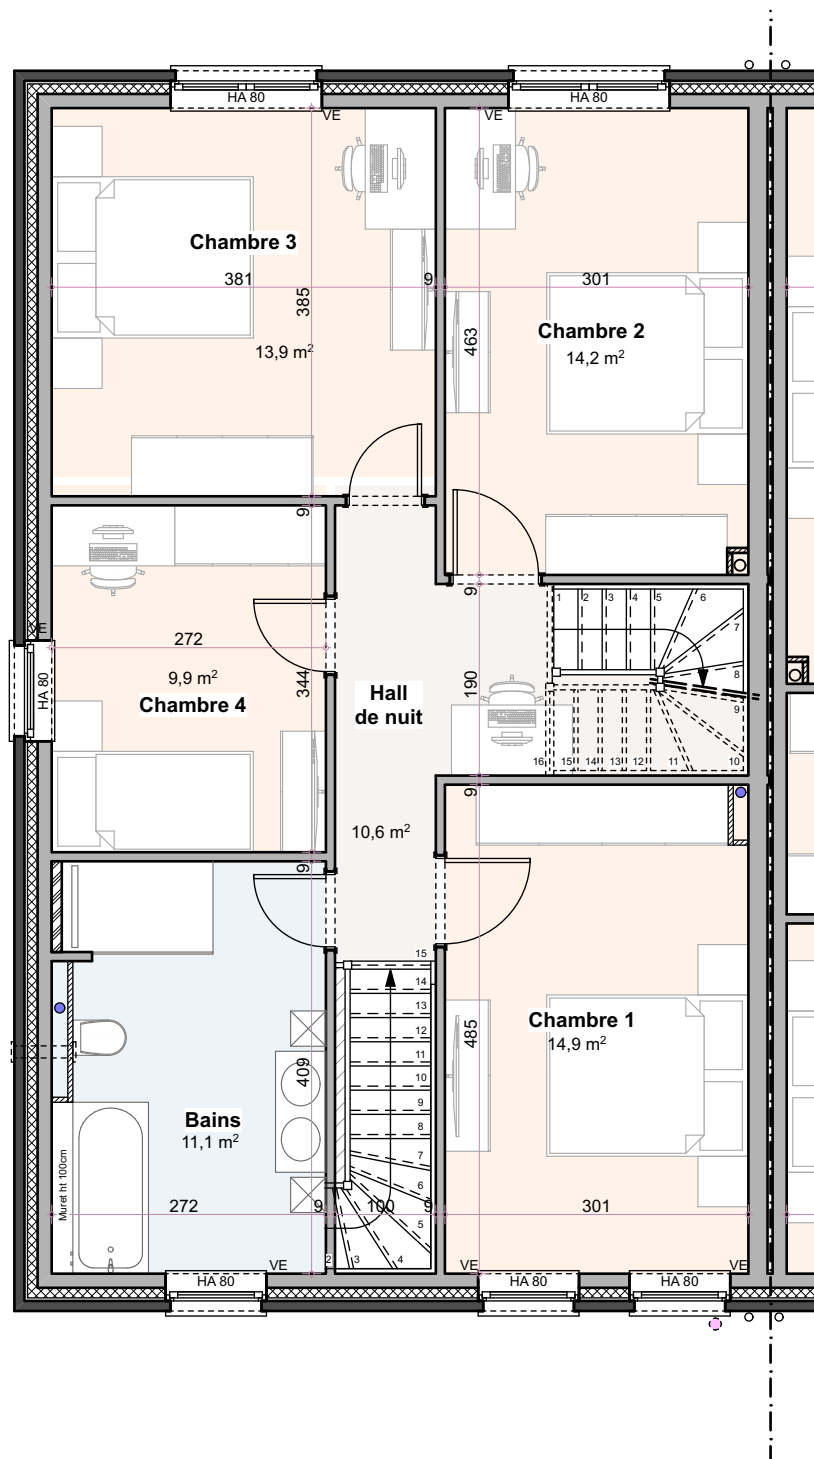 HA 80
HA 80
VE
VE
Chambre 3
381
9
301
385
Chambre 2
463
13,9 m²
14,2 m²
9
9
1
2
3
4
5
6
7
8
9
10
11
12
13
14
15
16
VE
HA 80
272
9,9 m²
344
Chambre 4
190
Hall
de nuit
9
10,6 m²
9
15
14
13
12
11
10
9
8
7
6
5
4
3
2
Chambre 1
14,9 m²
485
409
Bains
11,1 m²
Muret ht 100cm
272
9
100
9
301
VE
VE
VE
HA 80
HA 80
HA 80